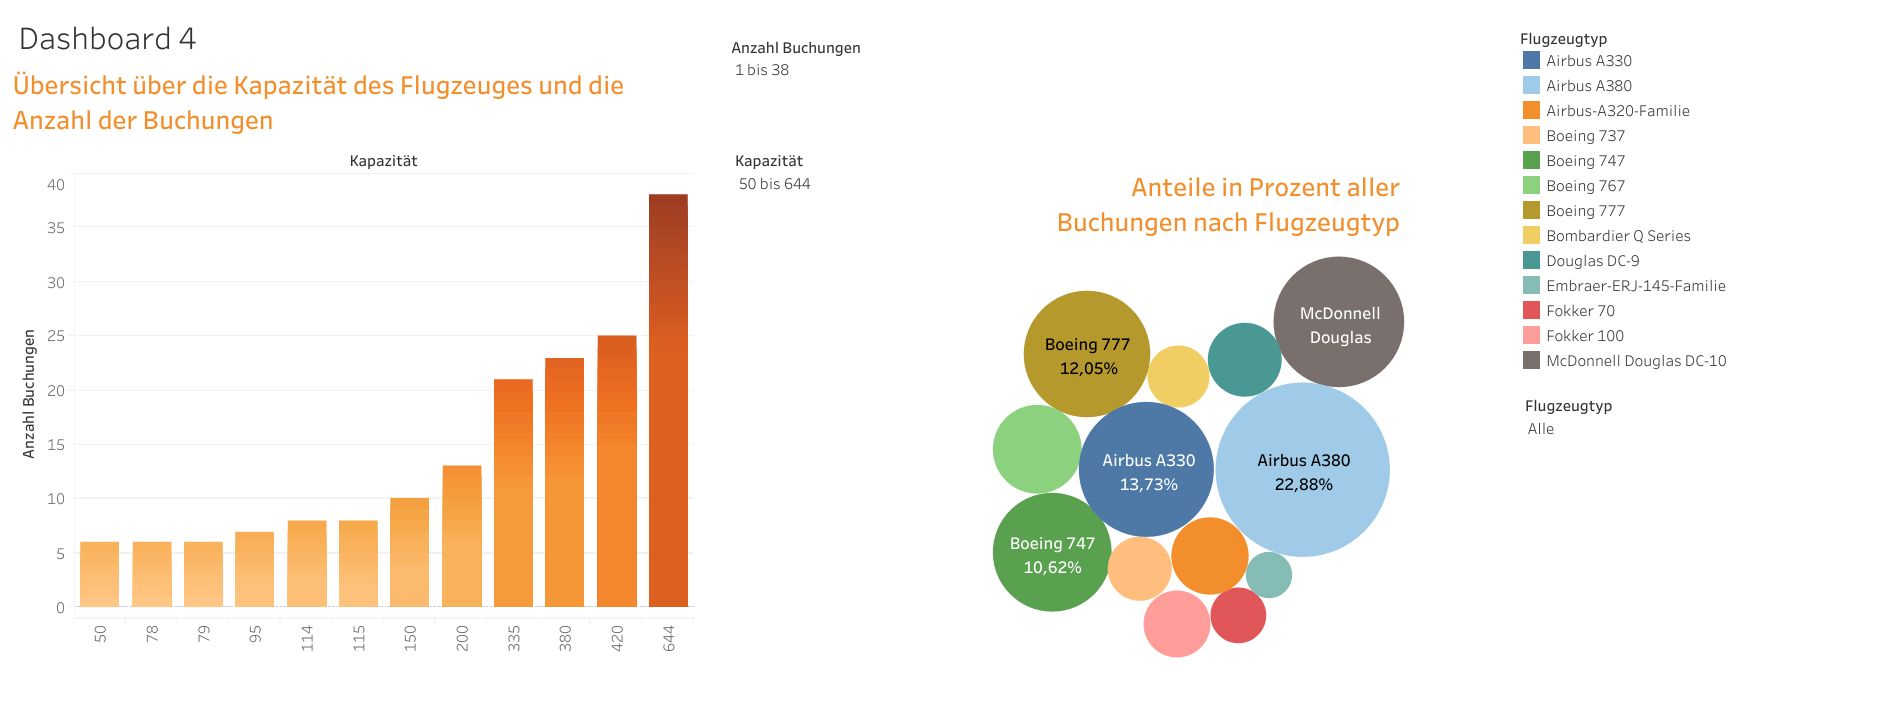 Dashboard 4
Übersicht über die Kapazität des Flugzeuges und die
Anzahl der Buchungen
Kapazität
40
35
30
25
20
15
10
5
0
Anzahl Buchungen
50
78
79
95
114
115
150
200
335
380
420
644
Anzahl Buchungen
1 bis 38
Kapazität
50 bis 644
Anteile in Prozent aller
Buchungen nach Flugzeugtyp
McDonnell
Douglas
Boeing 777
12,05%
Airbus A330
13,73%
Airbus A380
22,88%
Boeing 747
10,62%
Flugzeugtyp
Airbus A330
Airbus A380
Airbus-A320-Familie
Boeing 737
Boeing 747
Boeing 767
Boeing 777
Bombardier Q Series
Douglas DC-9
Embraer-ERJ-145-Familie
Fokker 70
Fokker 100
McDonnell Douglas DC-10
Flugzeugtyp
Alle